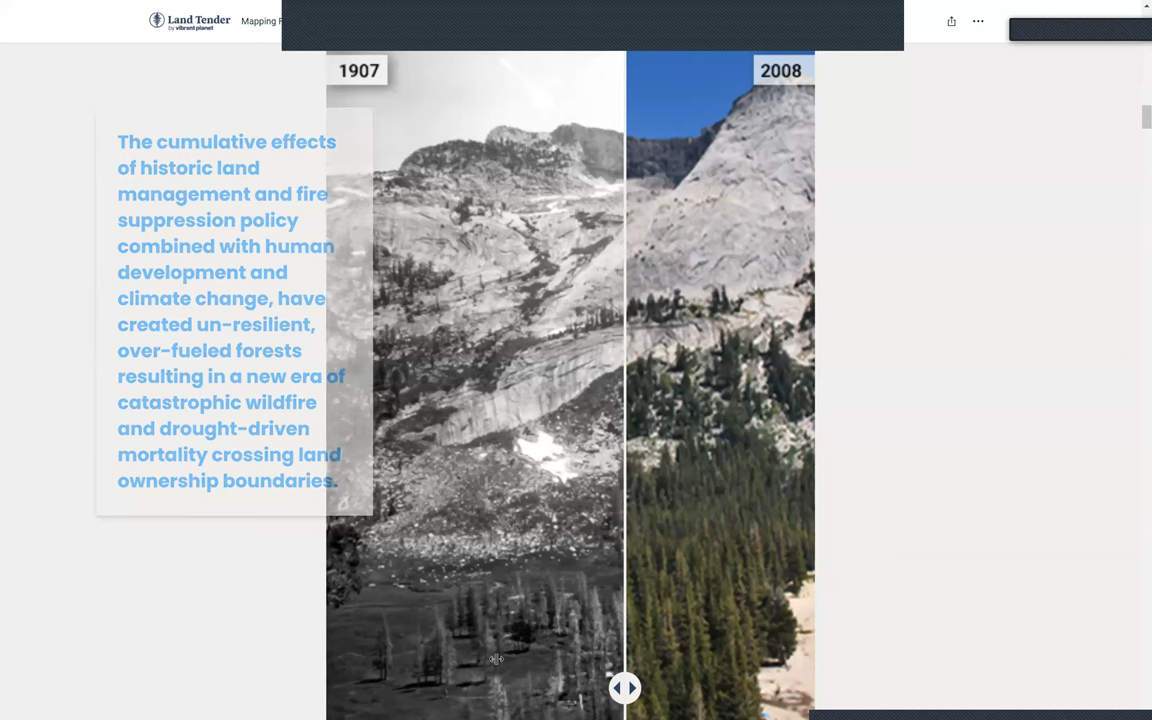 Land Tender
by vibrant planet
Mapping
1907
2008
The cumulative effects
of historic land
management and fire
suppression policy
combined with human
development and
climate change, have
created un-resilient,
over-fueled forests
resulting in a new era of
catastrophic wildfire
and drought-driven
mortality crossing land
ownership boundaries.